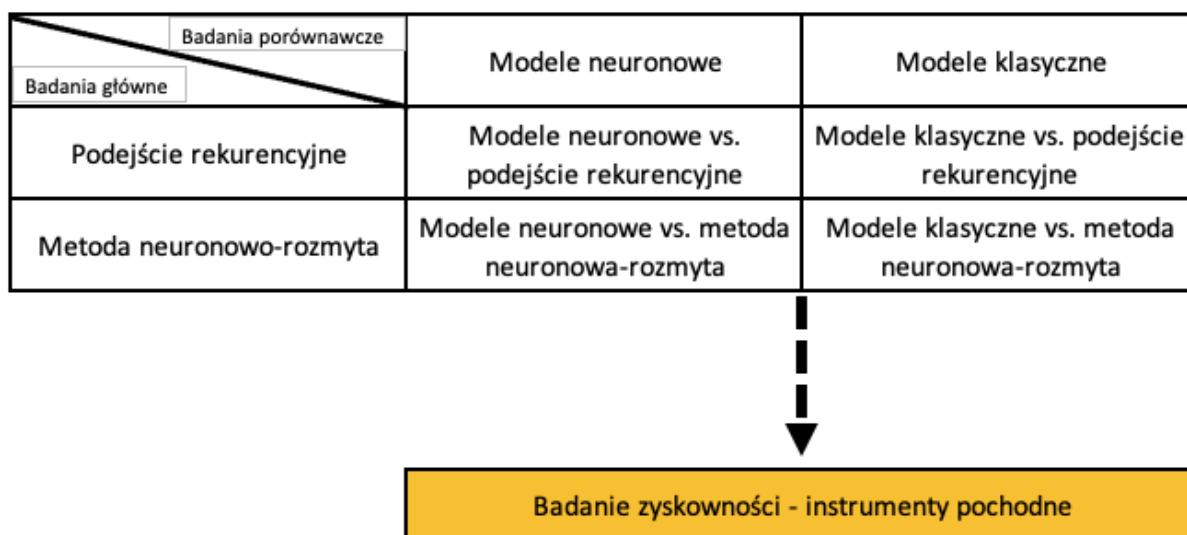 Badania porównawcze
Badania główne
Modele neuronowe
Modele klasyczne
Podejście rekurencyjne
Modele neuronowe vs.
podejście rekurencyjne
Modele klasyczne vs. podejście
rekurencyjne
Metoda neuronowo-rozmyta
Modele neuronowe vs. metoda
neuronowa-rozmyta
Modele klasyczne vs. metoda
neuronowa-rozmyta
Badanie zyskowności - instrumenty pochodne